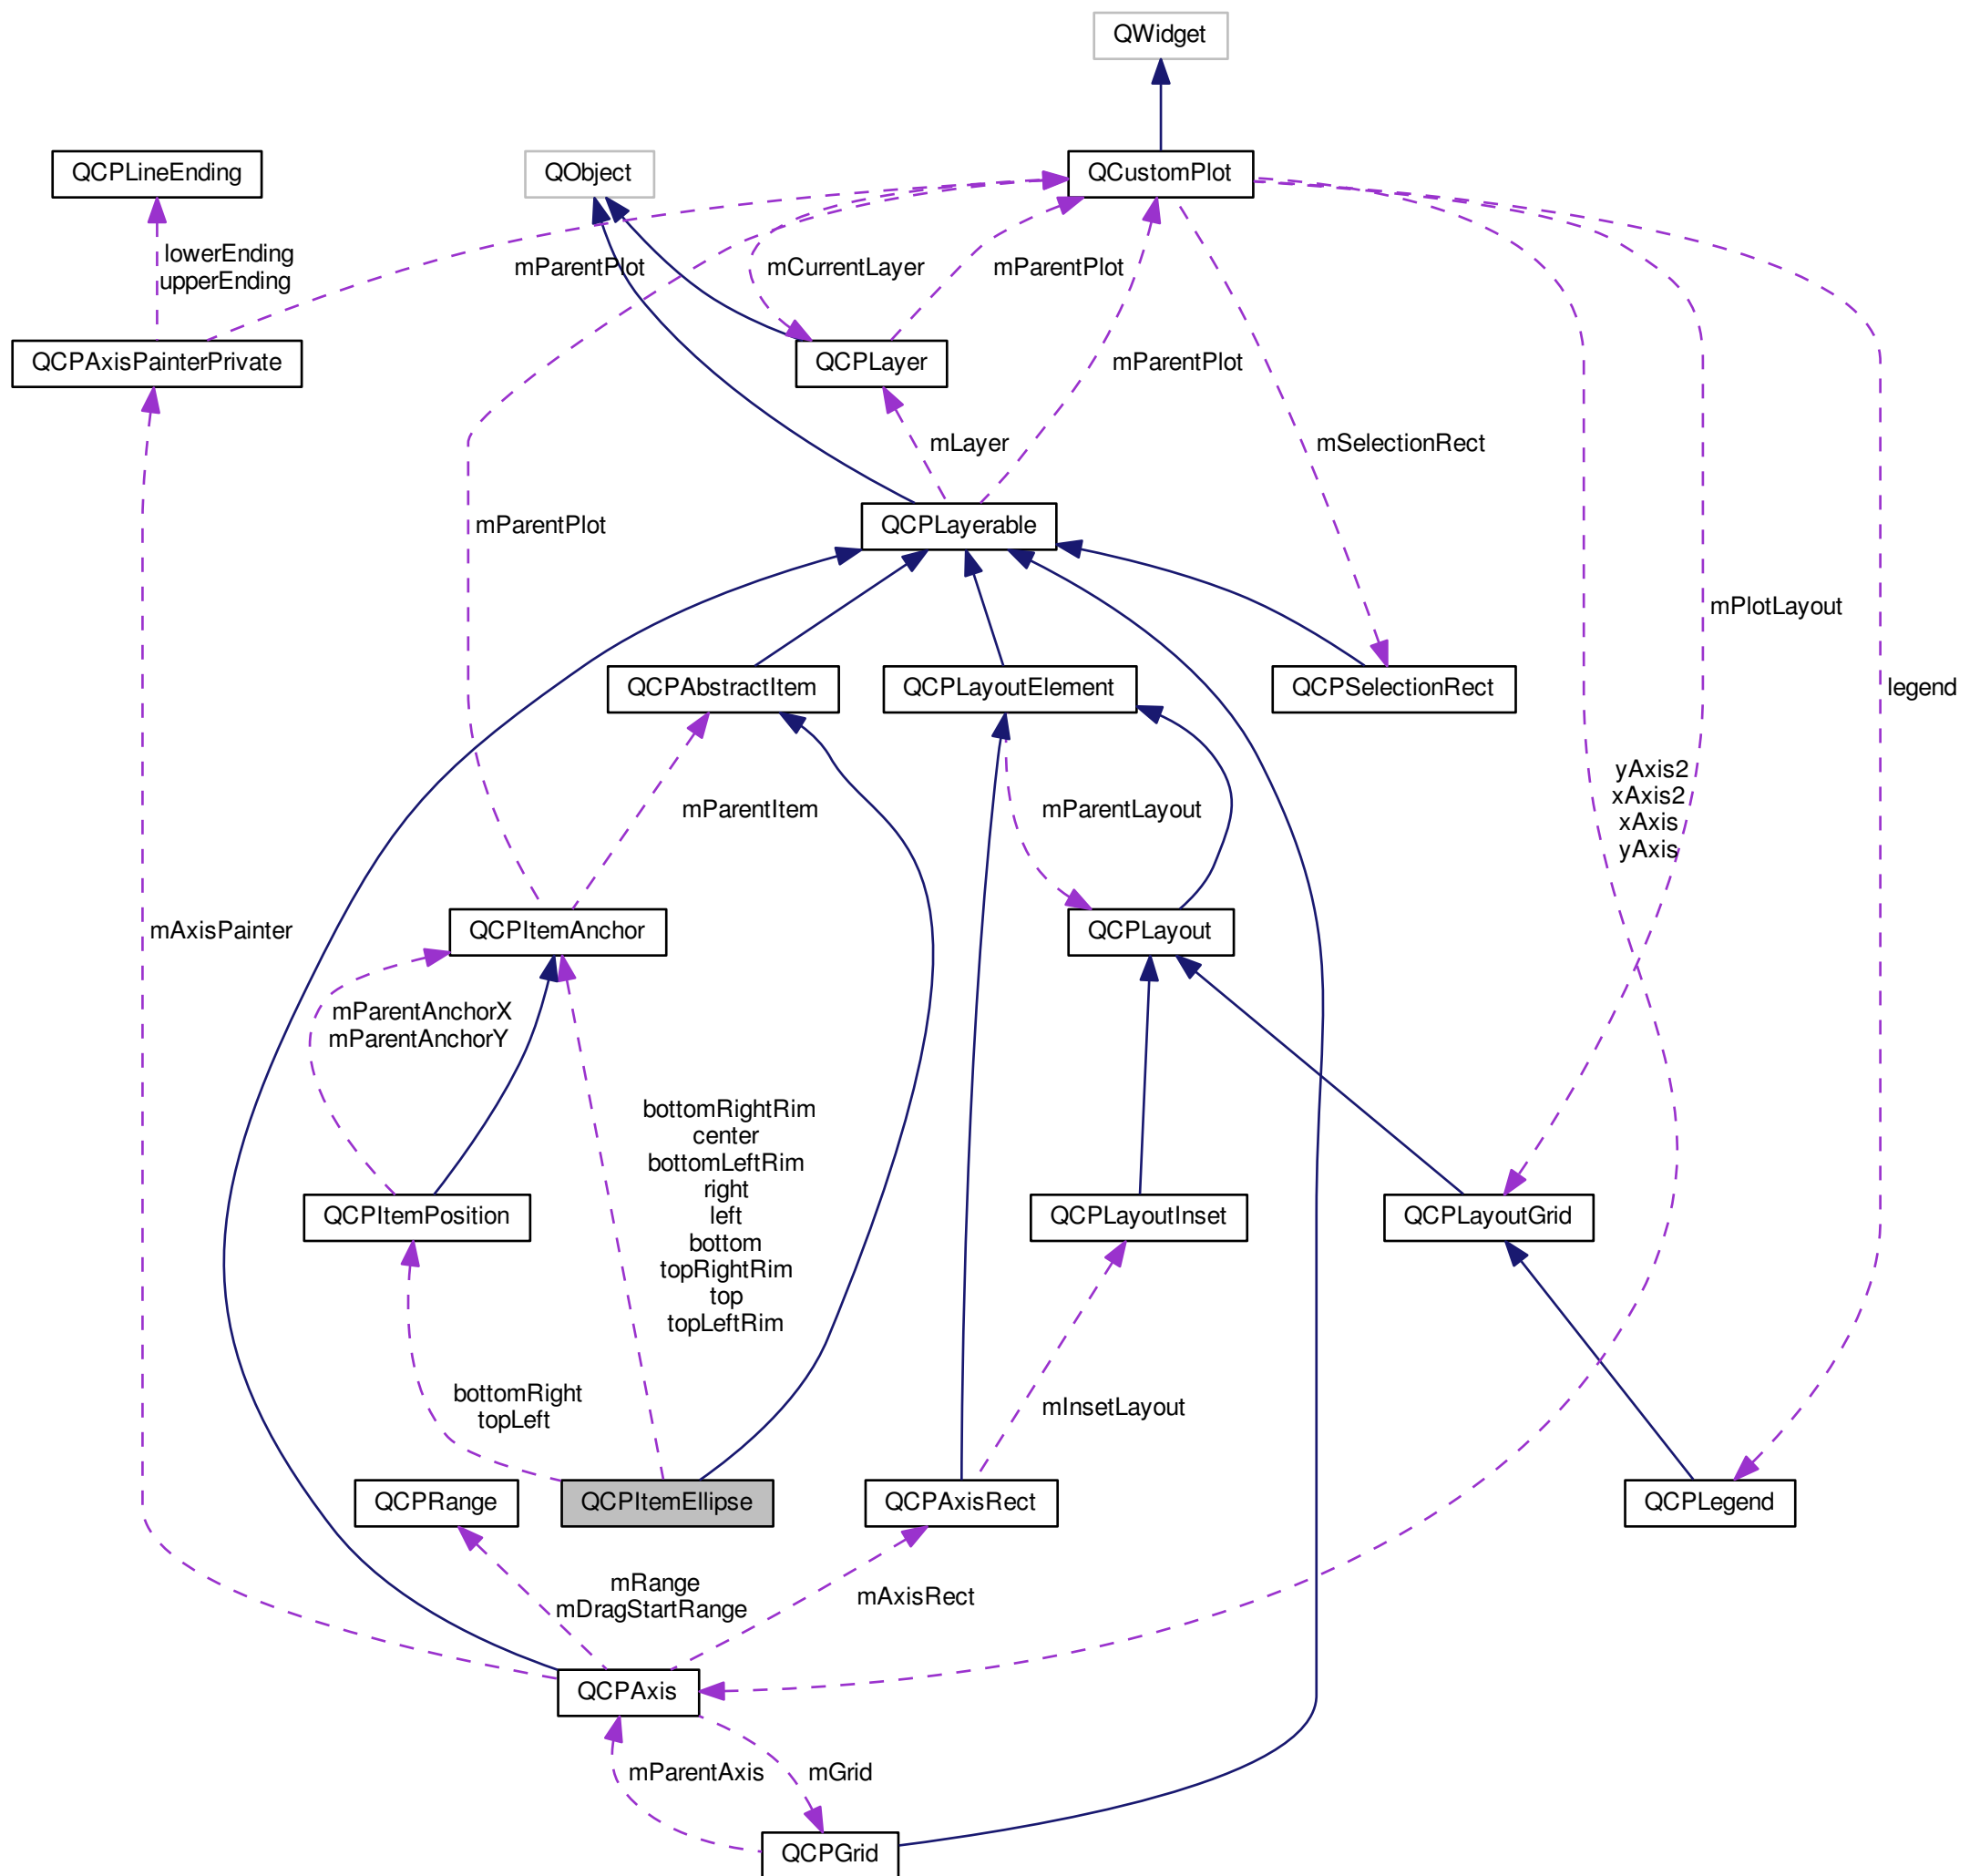 QWidget
QCPLineEnding
QObject
QCustomPlot
lowerEnding
upperEnding
mParentPlot
mCurrentLayer
mParentPlot
QCPAxisPainterPrivate
QCPLayer
mParentPlot
mLayer
mSelectionRect
QCPLayerable
mParentPlot
mPlotLayout
QCPAbstractItem
QCPLayoutElement
QCPSelectionRect
legend
yAxis2
xAxis2
xAxis
yAxis
mParentItem
mParentLayout
mAxisPainter
QCPItemAnchor
QCPLayout
mParentAnchorX
mParentAnchorY
bottomRightRim
center
bottomLeftRim
right
left
bottom
topRightRim
top
topLeftRim
QCPItemPosition
QCPLayoutInset
QCPLayoutGrid
bottomRight
topLeft
mInsetLayout
QCPRange
QCPItemEllipse
QCPAxisRect
QCPLegend
mRange
mDragStartRange
mAxisRect
QCPAxis
mParentAxis
mGrid
QCPGrid